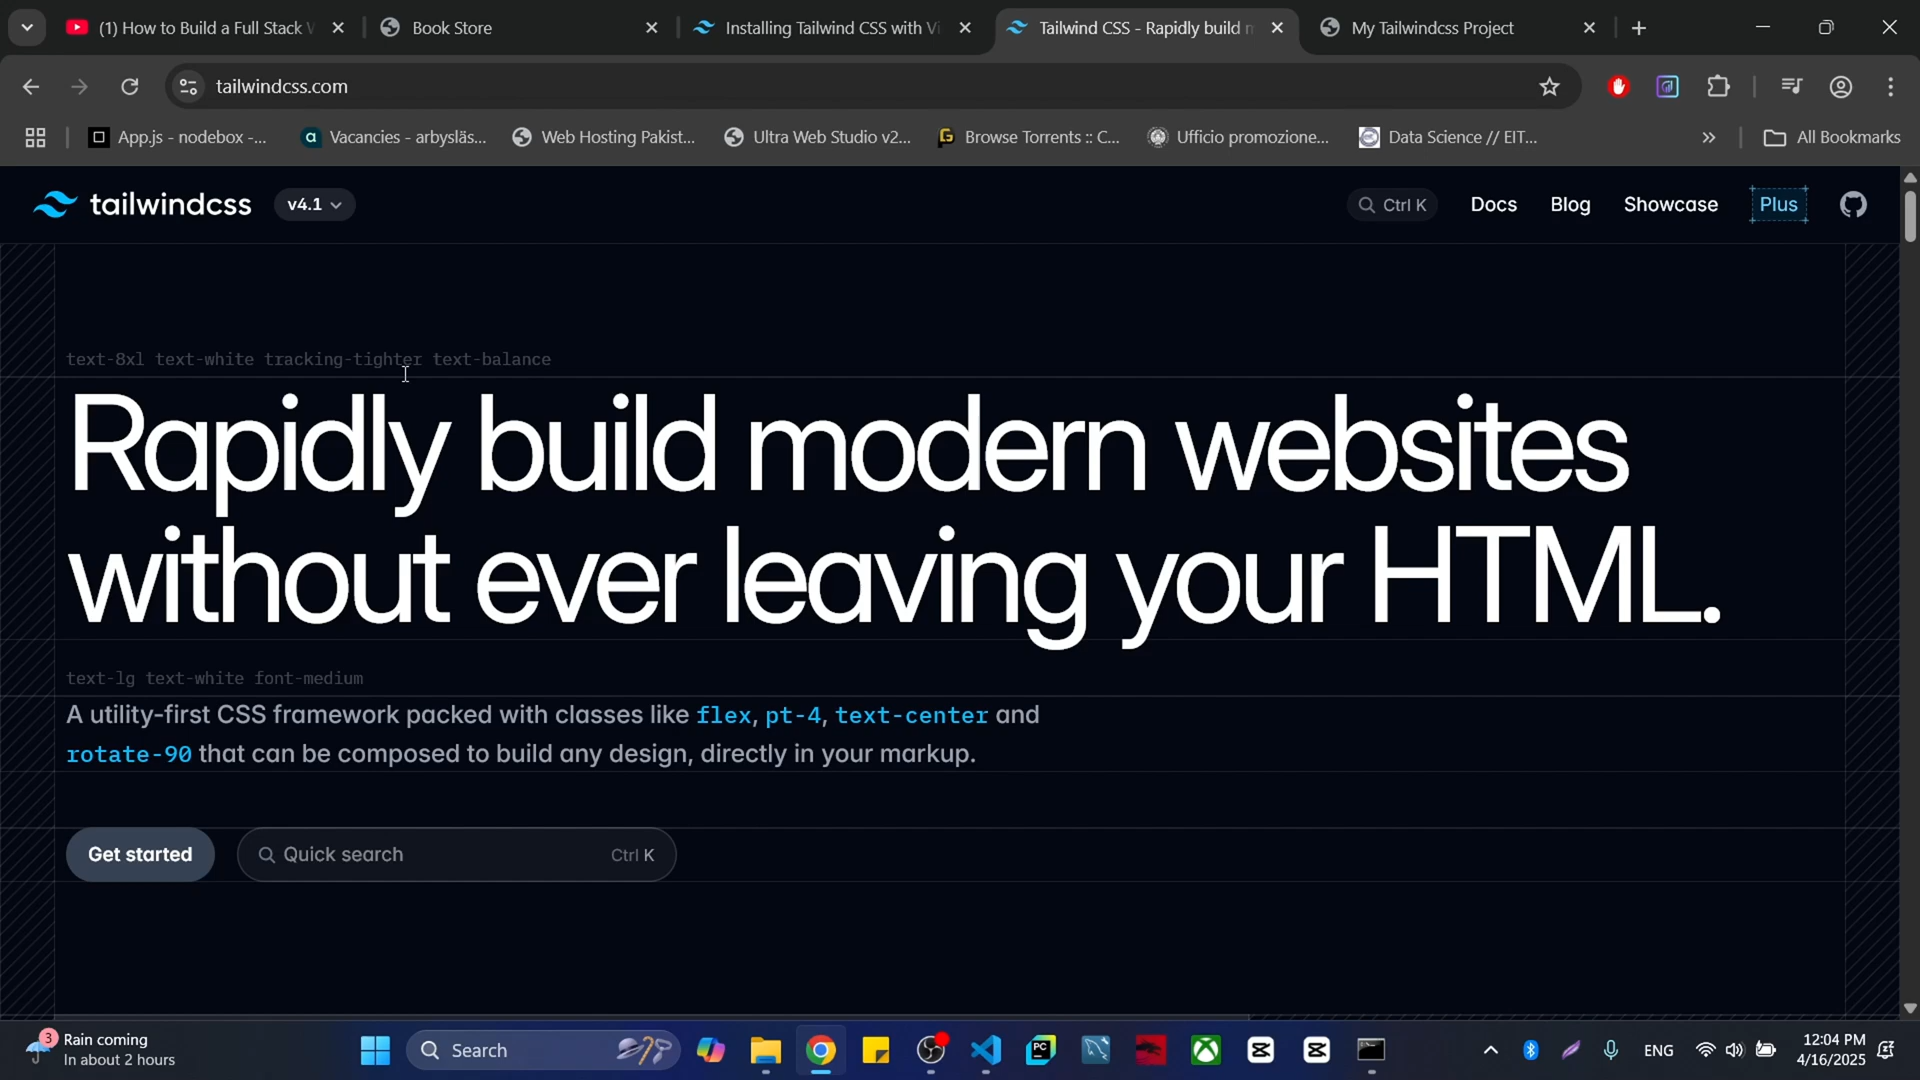 (1) How to Build a Full Stack W
Book Store
Installing Tailwind CSS with Vi
Tailwind CSS - Rapidly build m
My Tailwindcss Project
tailwindcss.com
App.js - nodebox -...
Vacancies - arbysläs...
Web Hosting Pakist...
Ultra Web Studio v2...
Browse Torrents :: C...
Ufficio promozione...
Data Science // EIT...
All Bookmarks
tailwindcss
v4.1
Ctrl K
Docs
Blog
Showcase
Plus
text-8xl text-white tracking-tighter text-balance
Rapidly build modern websites
without ever leaving your HTML.
text-lg text-white font-medium
A utility-first CSS framework packed with classes like flex, pt-4, text-center and
rotate-90 that can be composed to build any design, directly in your markup.
Get started
Quick search
Ctrl K
3
Rain coming
In about 2 hours
Search
PC
ENG
12:04 PM
4/16/2025